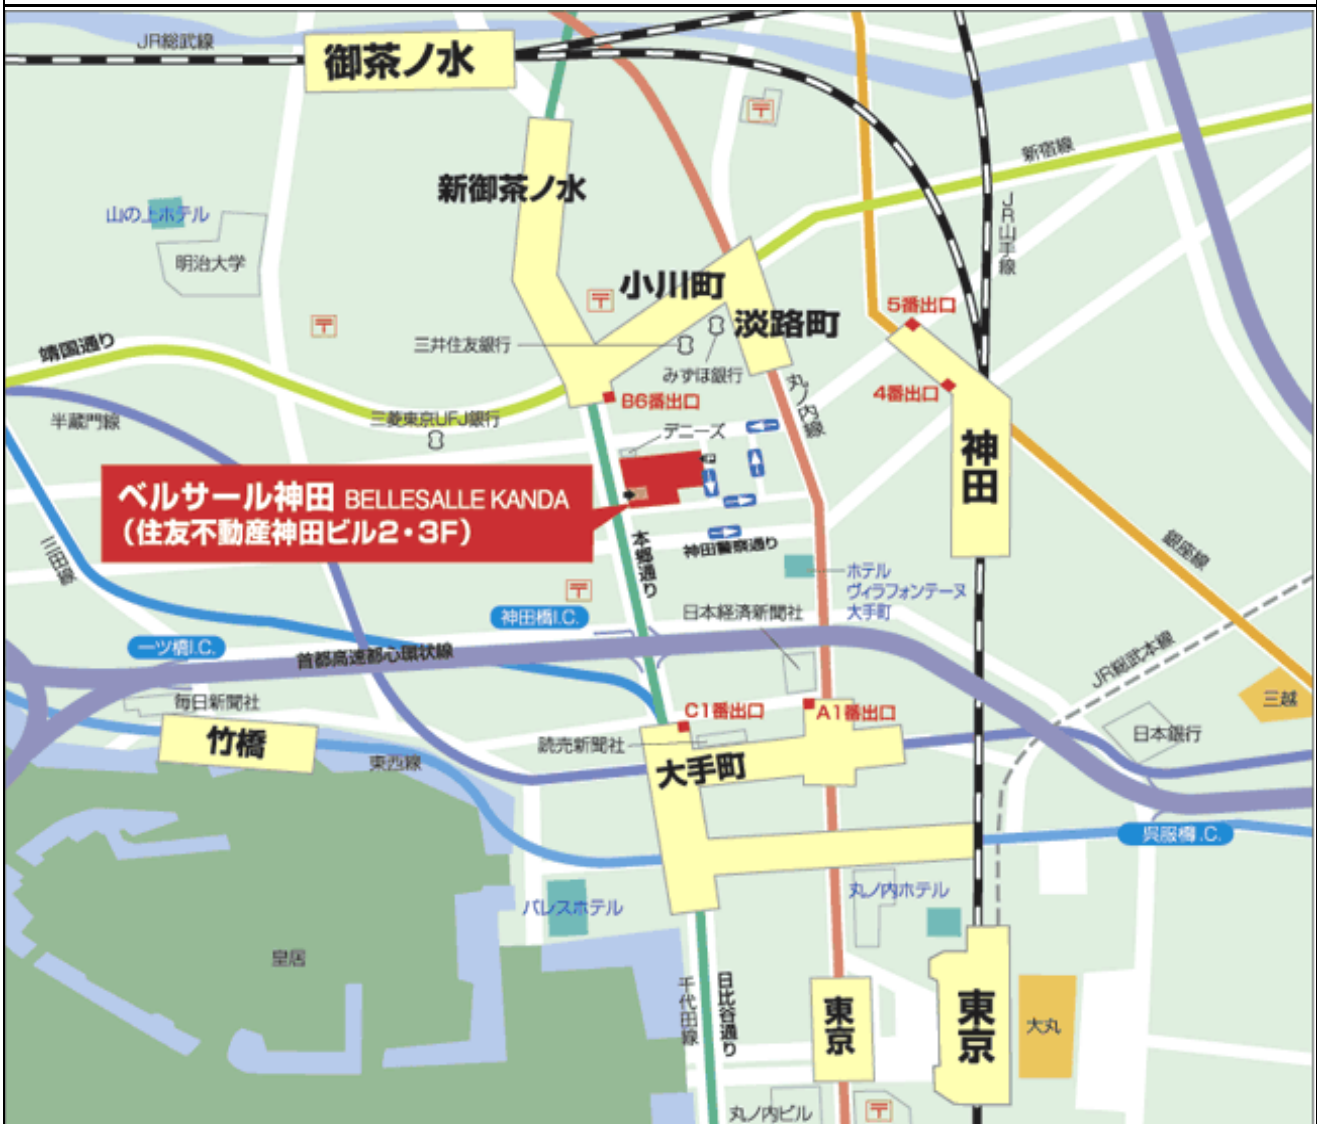 JR総武線
御茶ノ水
新宿線
新御茶ノ水
JR山手線
山の上ホテル
明治大学
小川町
淡路町
5番出口
靖国通り
三井住友銀行
みずほ銀行
丸ノ内線
4番出口
B6番出口
半蔵門線
三菱東京UFJ銀行
デニーズ
神田
ベルサール神田 BELLESALLE KANDA
(住友不動産神田ビル2・3F)
本郷通り
神田警察通り
三田線
銀座線
ホテル
ヴィラフォンテーヌ
大手町
神田橋I.C.
日本経済新聞社
一ツ橋I.C.
首都高速都心環状線
JR総武本線
毎日新聞社
C1番出口
A1番出口
三越
竹橋
読売新聞社
日本銀行
東西線
大手町
呉服橋I.C.
パレスホテル
丸ノ内ホテル
皇居
千代田線
日比谷通り
東京
東京
大丸
丸ノ内ビル